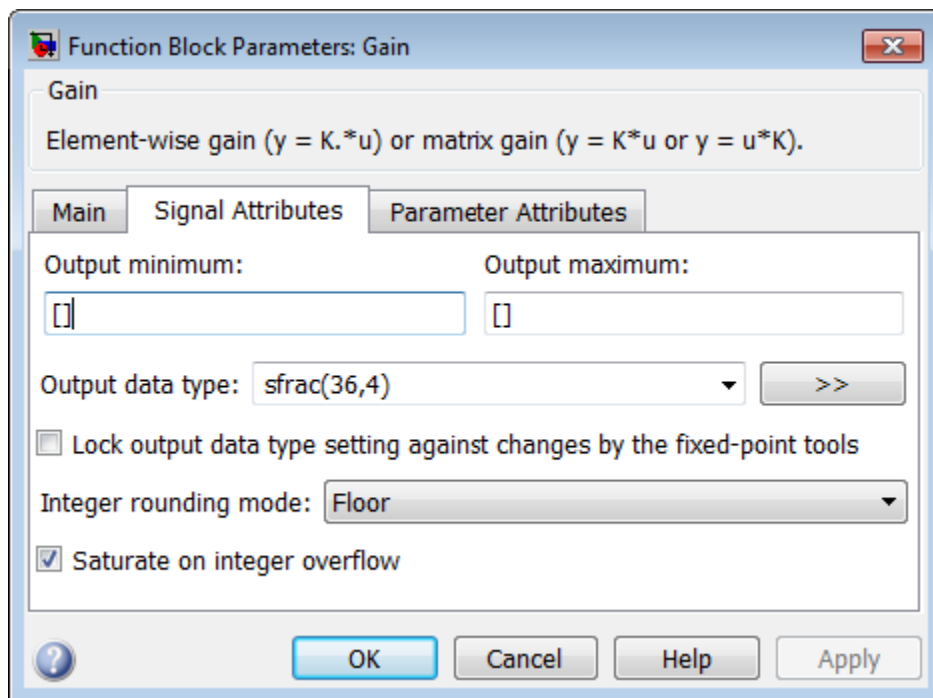 Function Block Parameters: Gain
Gain
Element-wise gain (y = K.*u) or matrix gain (y = K*u or y = u*K).
Main Signal Attributes Parameter Attributes
Output minimum: Output maximum:
[] []
Output data type: sfrac(36,4) >>
Lock output data type setting against changes by the fixed-point tools
Integer rounding mode: Floor
Saturate on integer overflow
? OK Cancel Help Apply